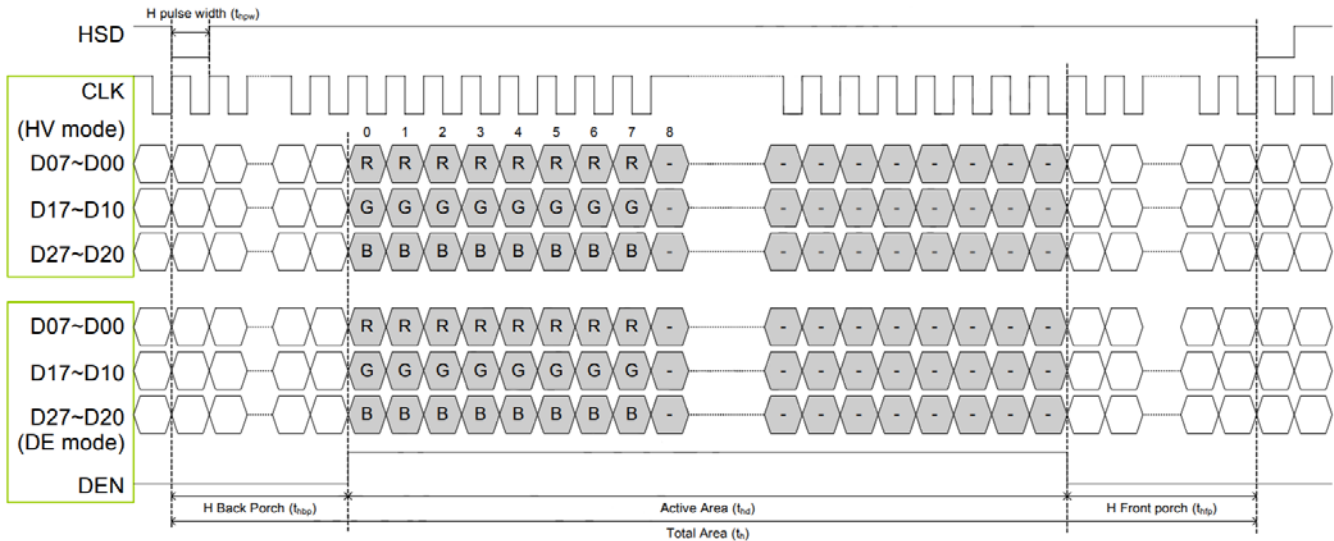 H pulse width (thpw)
HSD
CLK
(HV mode)
0 1 2 3 4 5 6 7 8
D07~D00 R R R R R R R R - - - - - - - - -
D17~D10 G G G G G G G G - - - - - - - - -
D27~D20 B B B B B B B B - - - - - - - - -
D07~D00 R R R R R R R R - - - - - - - - -
D17~D10 G G G G G G G G - - - - - - - - -
D27~D20 B B B B B B B B - - - - - - - - -
(DE mode)
DEN
H Back Porch (thbp) Active Area (thd) H Front porch (thfp)
Total Area (th)